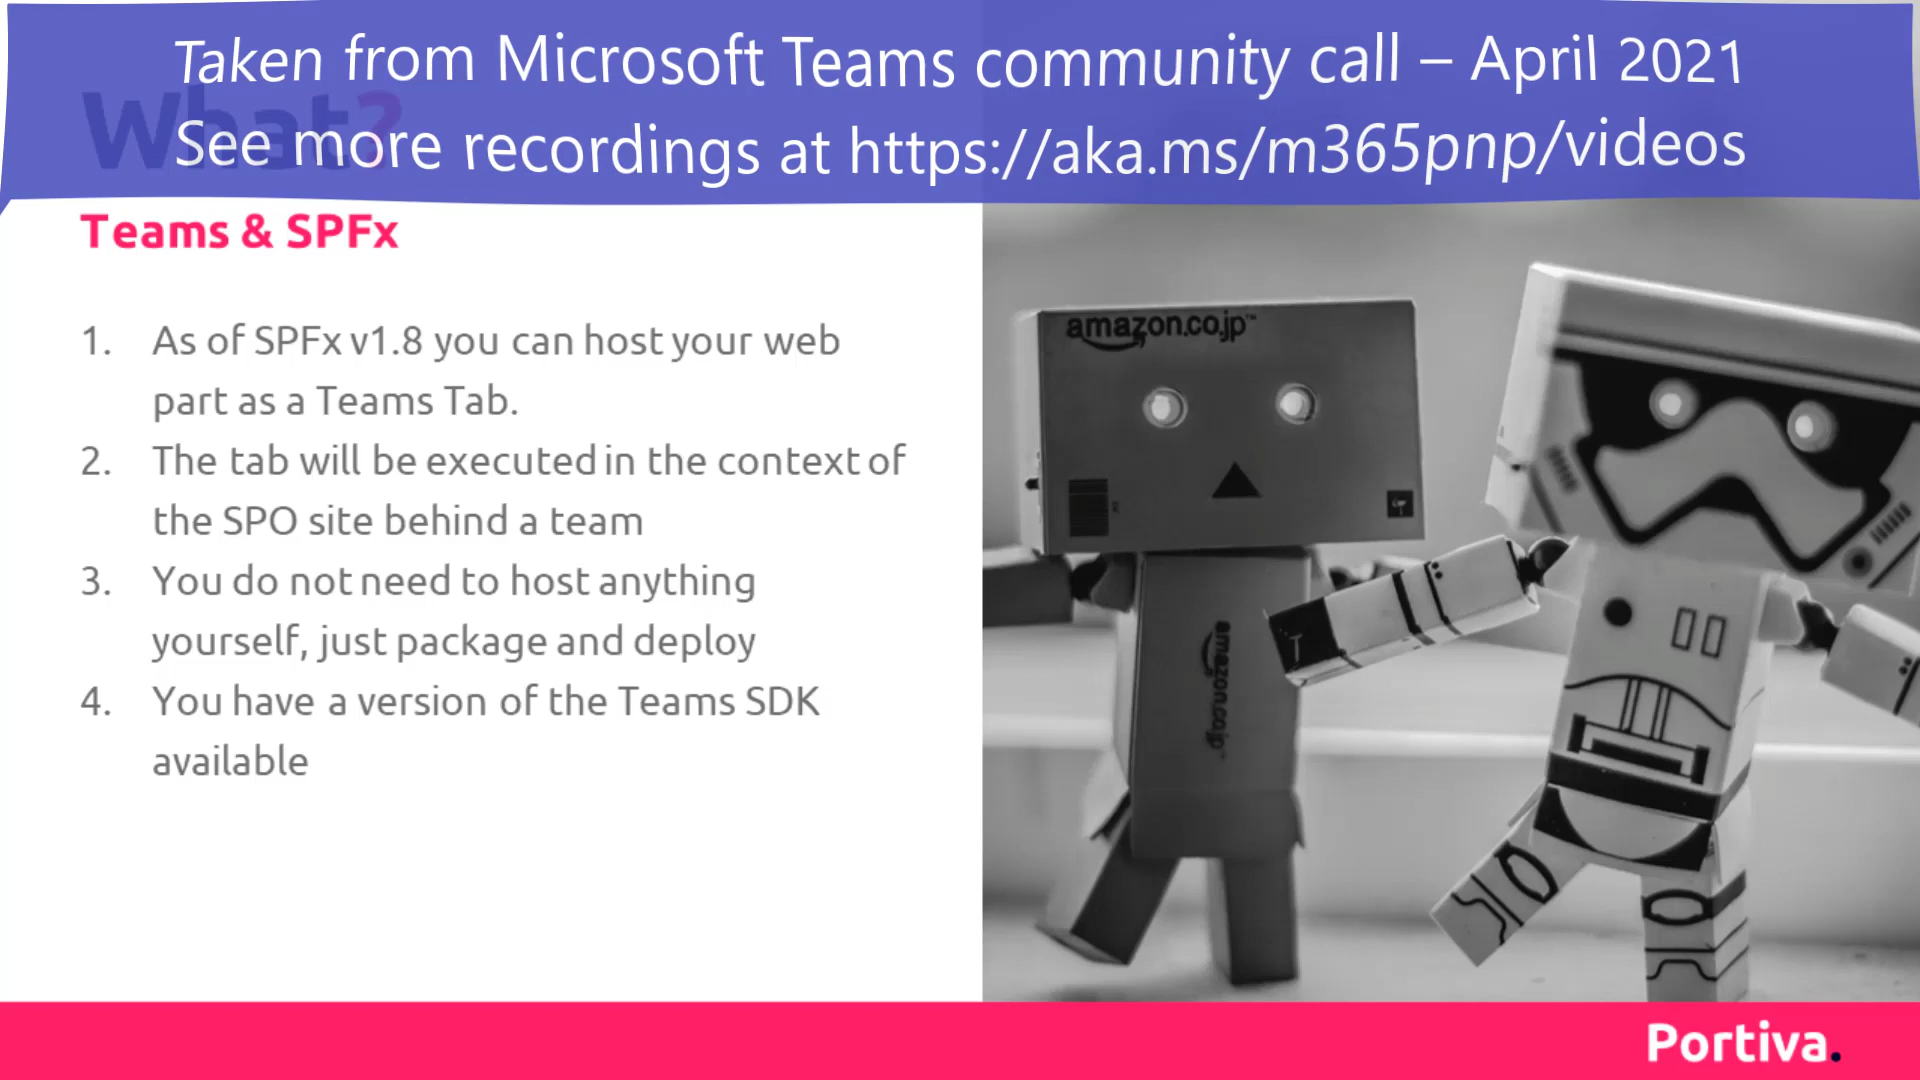 Taken from Microsoft Teams community call – April 2021
See more recordings at https://aka.ms/m365pnp/videos
What?
Teams & SPFx
1. As of SPFx v1.8 you can host your web
part as a Teams Tab.
2. The tab will be executed in the context of
the SPO site behind a team
3. You do not need to host anything
yourself, just package and deploy
4. You have a version of the Teams SDK
available
amazon.co.jp™
amazon.co.jp
Portiva.